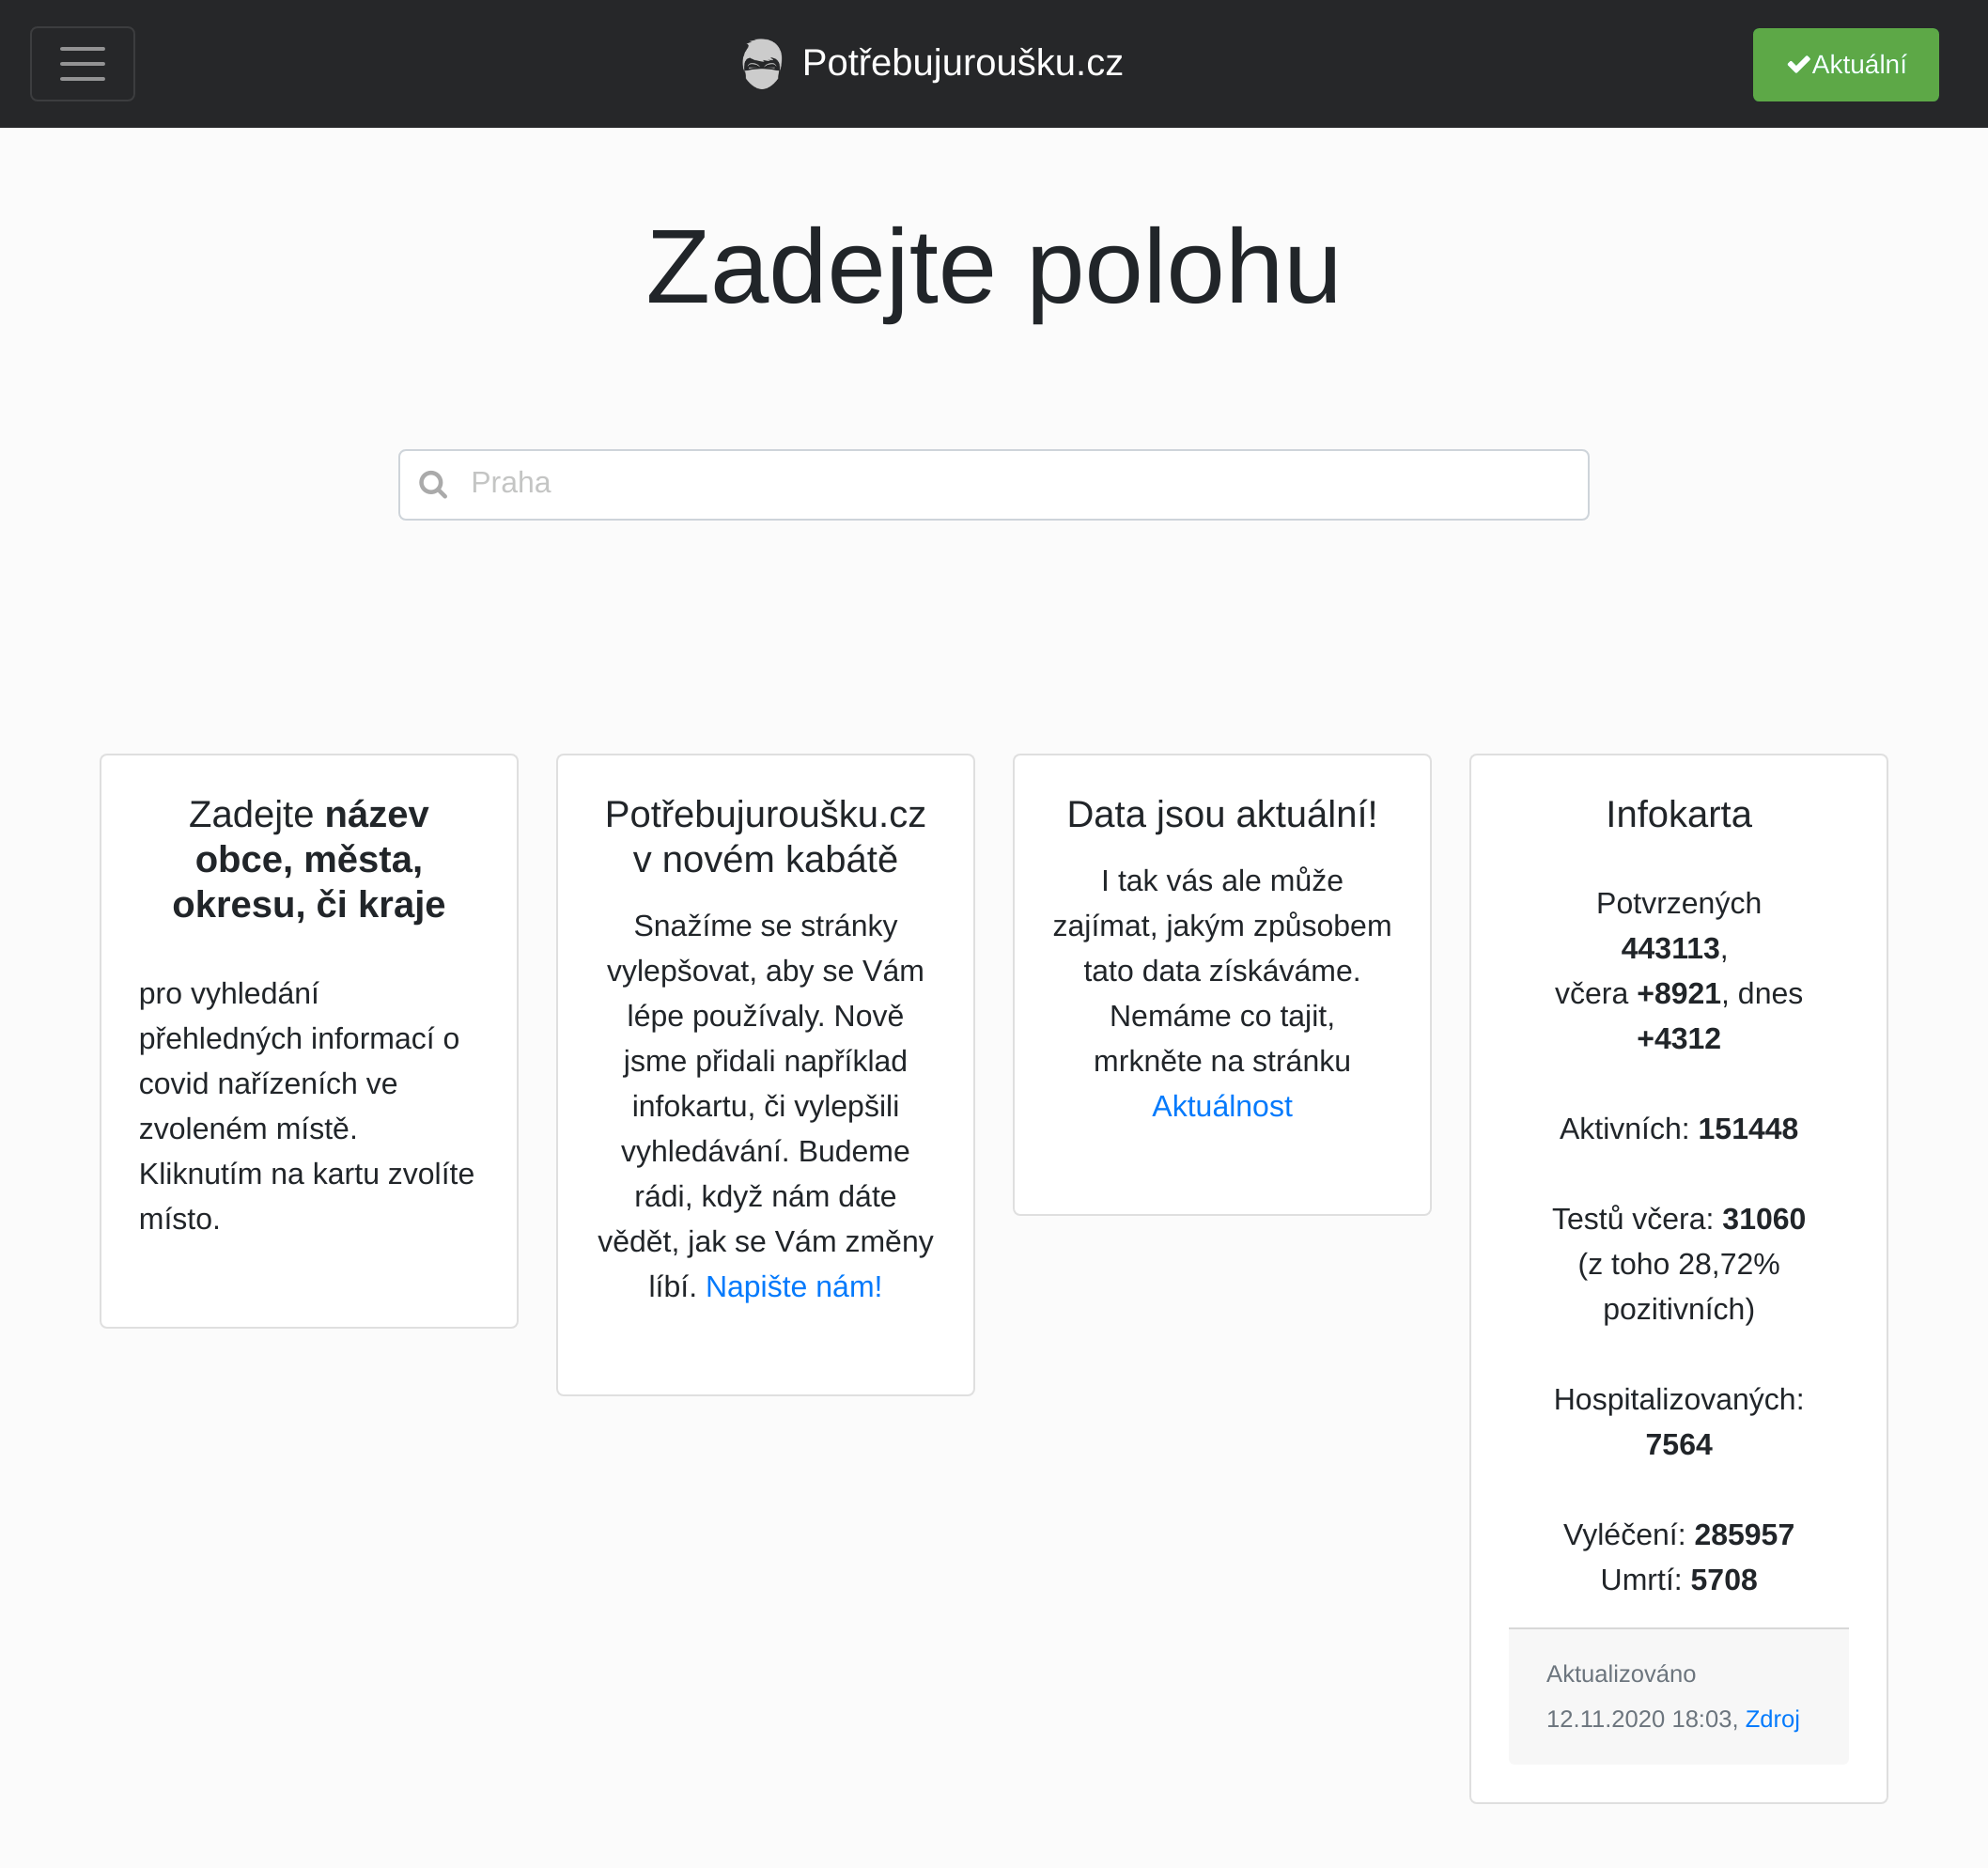 Potřebujuroušku.cz
Aktuální
Zadejte polohu
Praha
Zadejte název
obce, města,
okresu, či kraje
pro vyhledání
přehledných informací o
covid nařízeních ve
zvoleném místě.
Kliknutím na kartu zvolíte
místo.
Potřebujuroušku.cz
v novém kabátě
Snažíme se stránky
vylepšovat, aby se Vám
lépe používaly. Nově
jsme přidali například
infokartu, či vylepšili
vyhledávání. Budeme
rádi, když nám dáte
vědět, jak se Vám změny
líbí. Napište nám!
Data jsou aktuální!
I tak vás ale může
zajímat, jakým způsobem
tato data získáváme.
Nemáme co tajit,
mrkněte na stránku
Aktuálnost
Infokarta
Potvrzených
443113,
včera +8921, dnes
+4312
Aktivních: 151448
Testů včera: 31060
(z toho 28,72%
pozitivních)
Hospitalizovaných:
7564
Vyléčení: 285957
Umrtí: 5708
Aktualizováno
12.11.2020 18:03, Zdroj